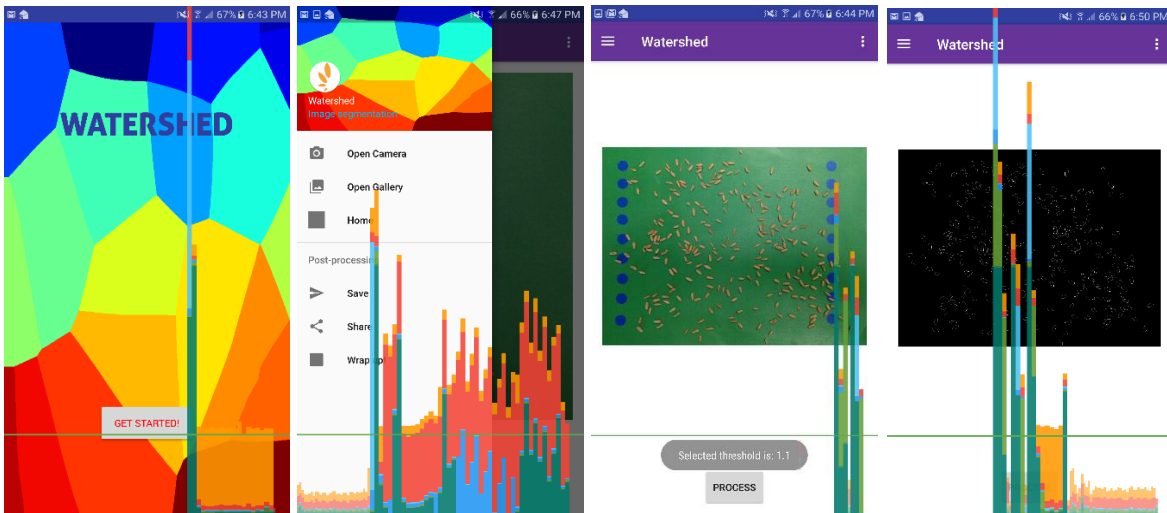 67% 6:43 PM
WATERSHED
GET STARTED!
66% 6:47 PM
Watershed
Image segmentation
Open Camera
Open Gallery
Home
Post-processing
Save
Share
67% 6:44 PM
Watershed
Selected threshold is: 1.1
PROCESS
66% 6:50 PM
Watershed